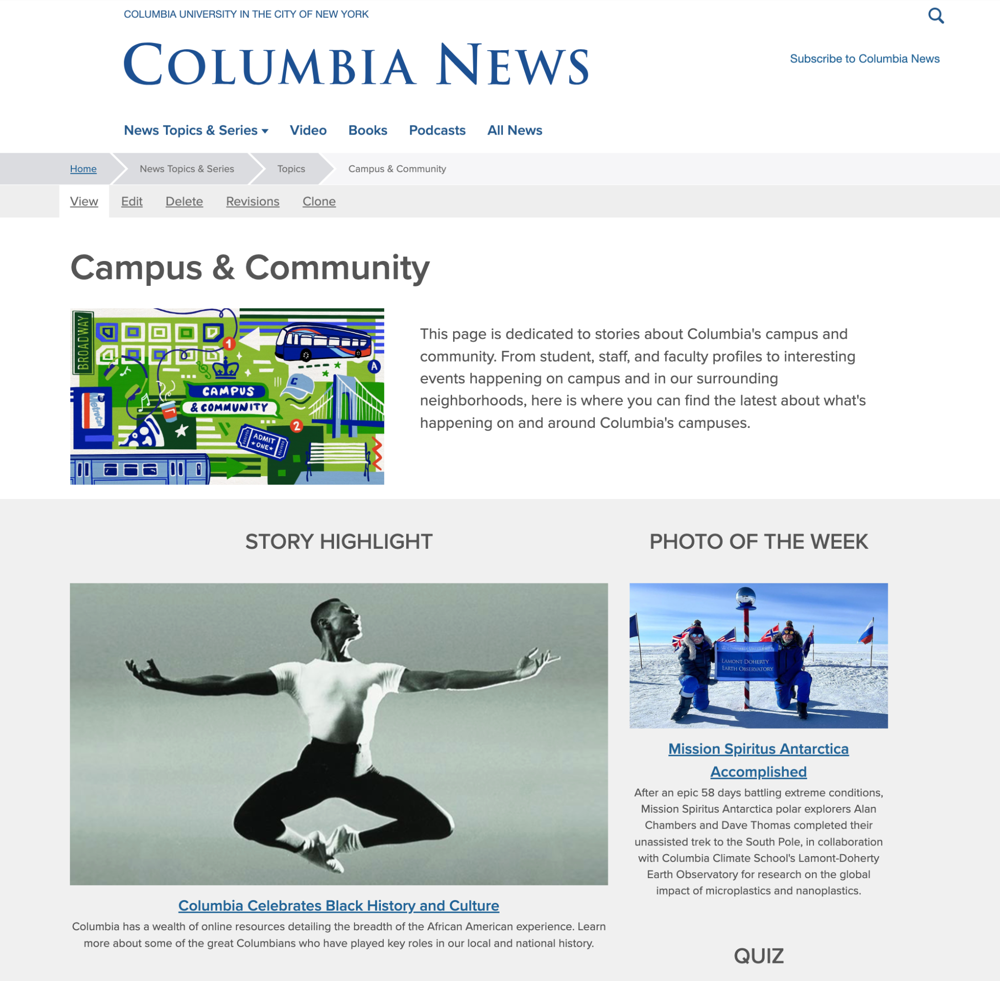 COLUMBIA UNIVERSITY IN THE CITY OF NEW YORK
COLUMBIA NEWS
Subscribe to Columbia News
News Topics & Series Video Books Podcasts All News
Home News Topics & Series Topics Campus & Community
View Edit Delete Revisions Clone
Campus & Community
BROADWAY
1
A
C
CAMPUS
& COMMUNITY
MetroCard
2
ADMIT
ONE
This page is dedicated to stories about Columbia's campus and
community. From student, staff, and faculty profiles to interesting
events happening on campus and in our surrounding
neighborhoods, here is where you can find the latest about what's
happening on and around Columbia's campuses.
STORY HIGHLIGHT
PHOTO OF THE WEEK
COLUMBIA UNIVERSITY
LAMONT-DOHERTY
EARTH OBSERVATORY
Mission Spiritus Antarctica
Accomplished
After an epic 58 days battling extreme conditions,
Mission Spiritus Antarctica polar explorers Alan
Chambers and Dave Thomas completed their
unassisted trek to the South Pole, in collaboration
with Columbia Climate School's Lamont-Doherty
Earth Observatory for research on the global
impact of microplastics and nanoplastics.
Columbia Celebrates Black History and Culture
Columbia has a wealth of online resources detailing the breadth of the African American experience. Learn
more about some of the great Columbians who have played key roles in our local and national history.
QUIZ